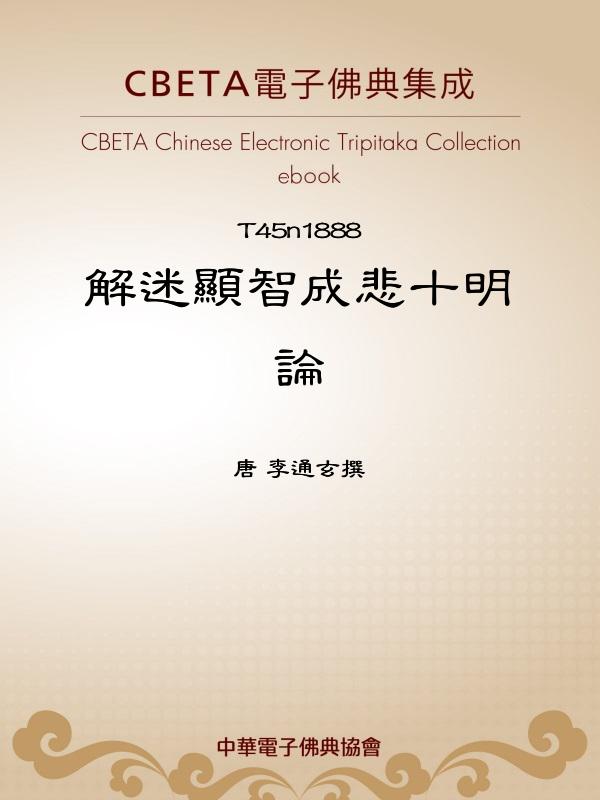 CBETA電子佛典集成
CBETA Chinese Electronic Tripitaka Collection
ebook
T45n1888
解迷顯智成悲十明
論
唐 李通玄撰
中華電子佛典協會